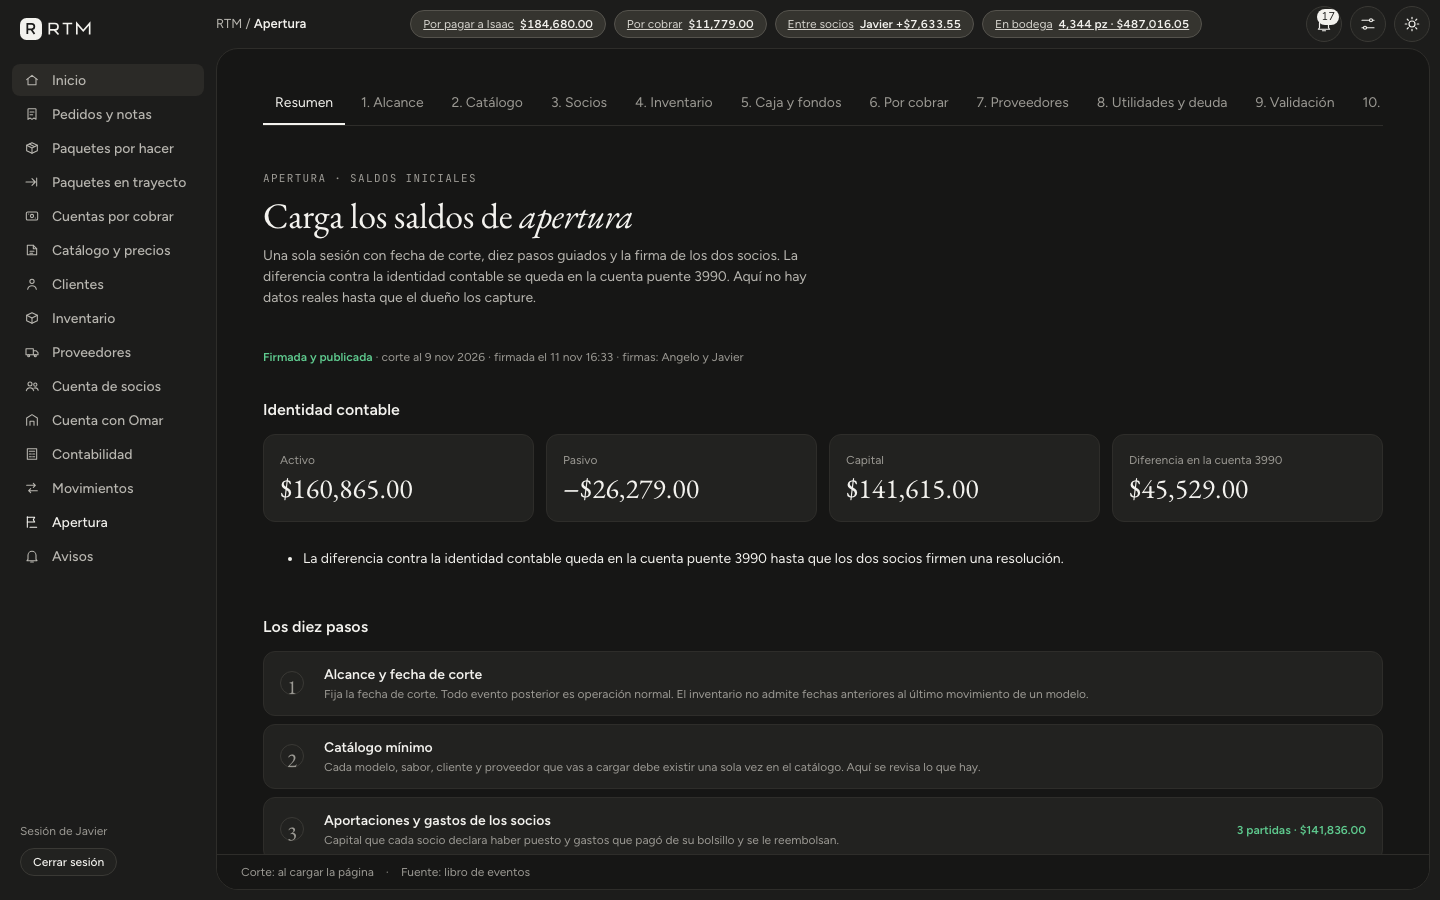 R RTM
RTM / Apertura
Por pagar a Isaac $184,680.00
Por cobrar $11,779.00
Entre socios Javier +$7,633.55
En bodega 4,344 pz · $487,016.05
17
Inicio
Pedidos y notas
Paquetes por hacer
Paquetes en trayecto
Cuentas por cobrar
Catálogo y precios
Clientes
Inventario
Proveedores
Cuenta de socios
Cuenta con Omar
Contabilidad
Movimientos
Apertura
Avisos
Sesión de Javier
Cerrar sesión
Resumen 1. Alcance 2. Catálogo 3. Socios 4. Inventario 5. Caja y fondos 6. Por cobrar 7. Proveedores 8. Utilidades y deuda 9. Validación 10.
APERTURA · SALDOS INICIALES
Carga los saldos de apertura
Una sola sesión con fecha de corte, diez pasos guiados y la firma de los dos socios. La
diferencia contra la identidad contable se queda en la cuenta puente 3990. Aquí no hay
datos reales hasta que el dueño los capture.
Firmada y publicada · corte al 9 nov 2026 · firmada el 11 nov 16:33 · firmas: Angelo y Javier
Identidad contable
Activo
$160,865.00
Pasivo
−$26,279.00
Capital
$141,615.00
Diferencia en la cuenta 3990
$45,529.00
• La diferencia contra la identidad contable queda en la cuenta puente 3990 hasta que los dos socios firmen una resolución.
Los diez pasos
1
Alcance y fecha de corte
Fija la fecha de corte. Todo evento posterior es operación normal. El inventario no admite fechas anteriores al último movimiento de un modelo.
2
Catálogo mínimo
Cada modelo, sabor, cliente y proveedor que vas a cargar debe existir una sola vez en el catálogo. Aquí se revisa lo que hay.
3
Aportaciones y gastos de los socios
Capital que cada socio declara haber puesto y gastos que pagó de su bolsillo y se le reembolsan.
3 partidas · $141,836.00
Corte: al cargar la página · Fuente: libro de eventos